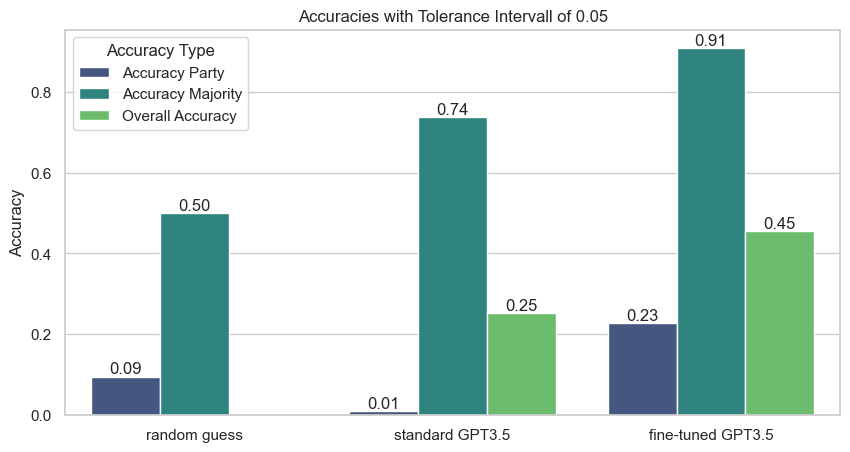 Accuracies with Tolerance Intervall of 0.05
Accuracy Type
Accuracy Party
Accuracy Majority
Overall Accuracy
Accuracy
0.8
0.6
0.4
0.2
0.0
0.09
0.50
0.01
0.74
0.25
0.23
0.91
0.45
random guess
standard GPT3.5
fine-tuned GPT3.5